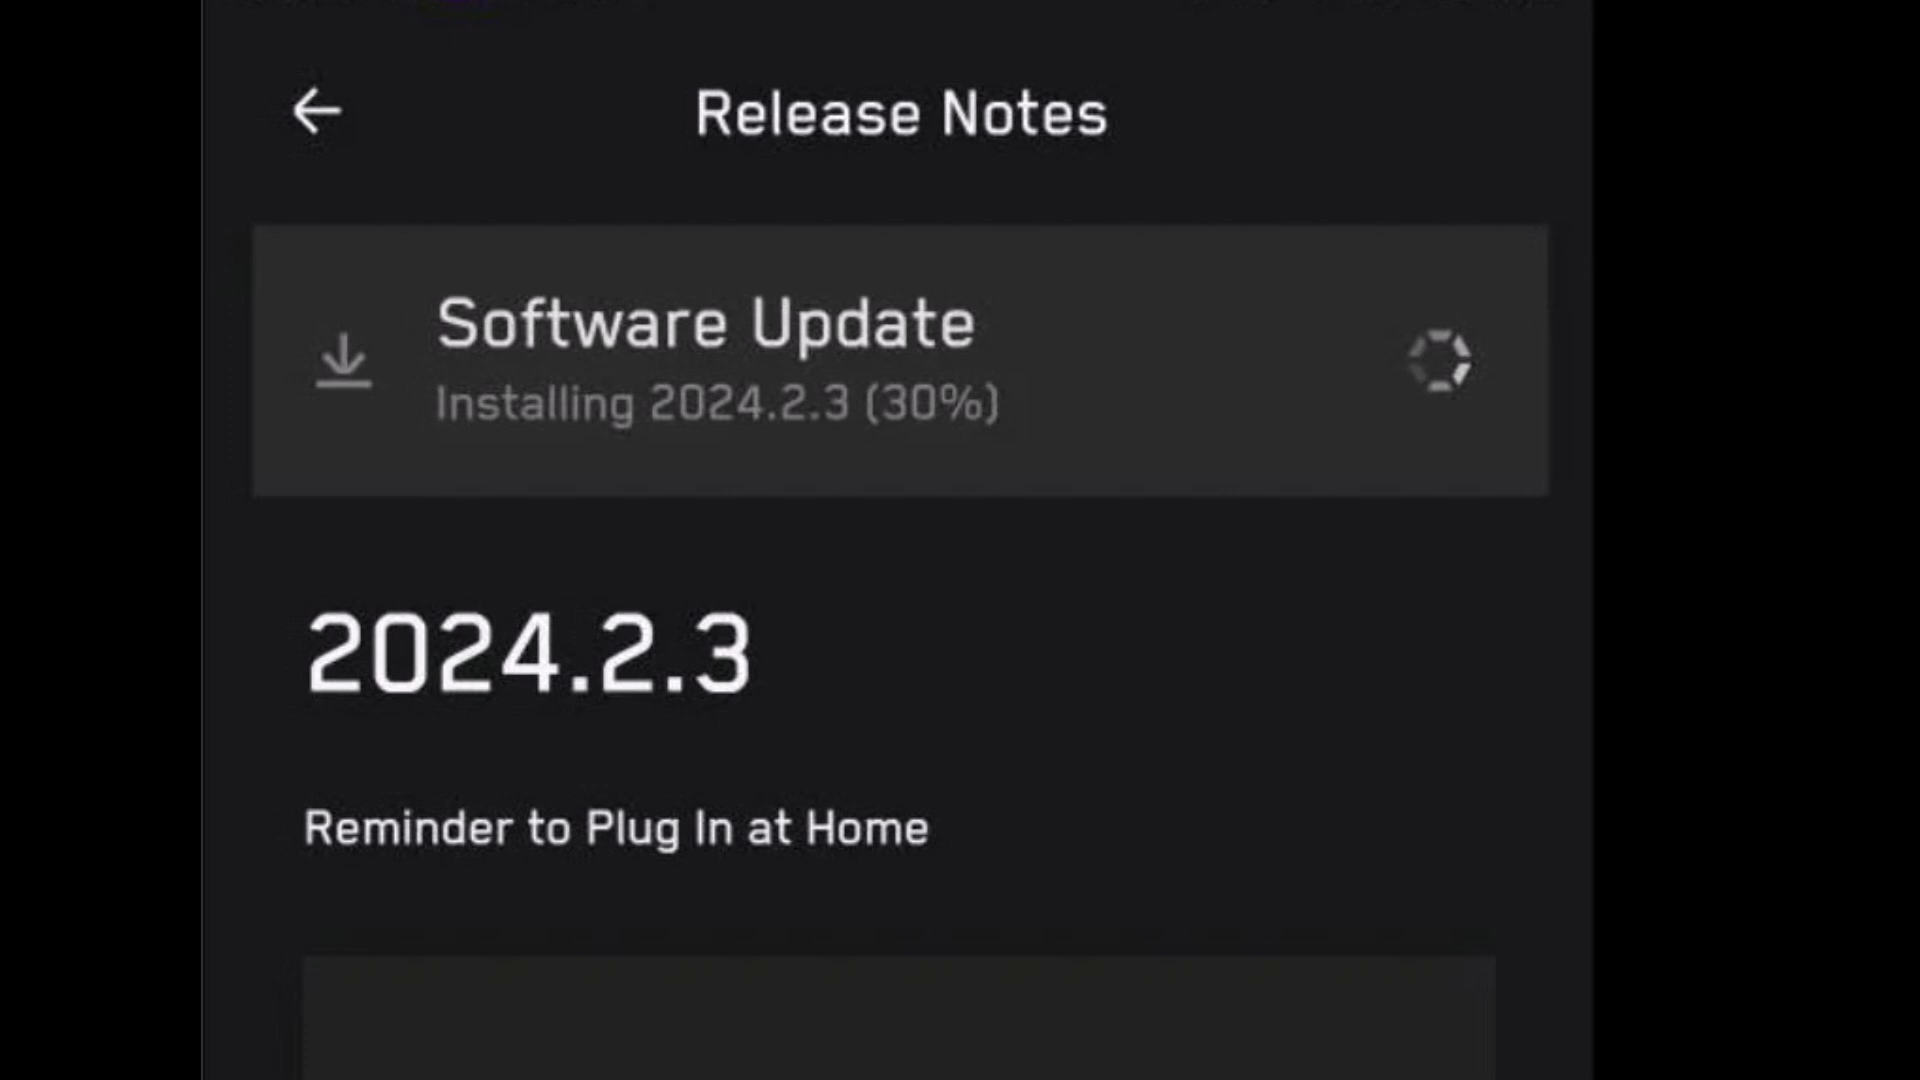 Release Notes
Software Update
Installing 2024.2.3 (30%)
2024.2.3
Reminder to Plug In at Home